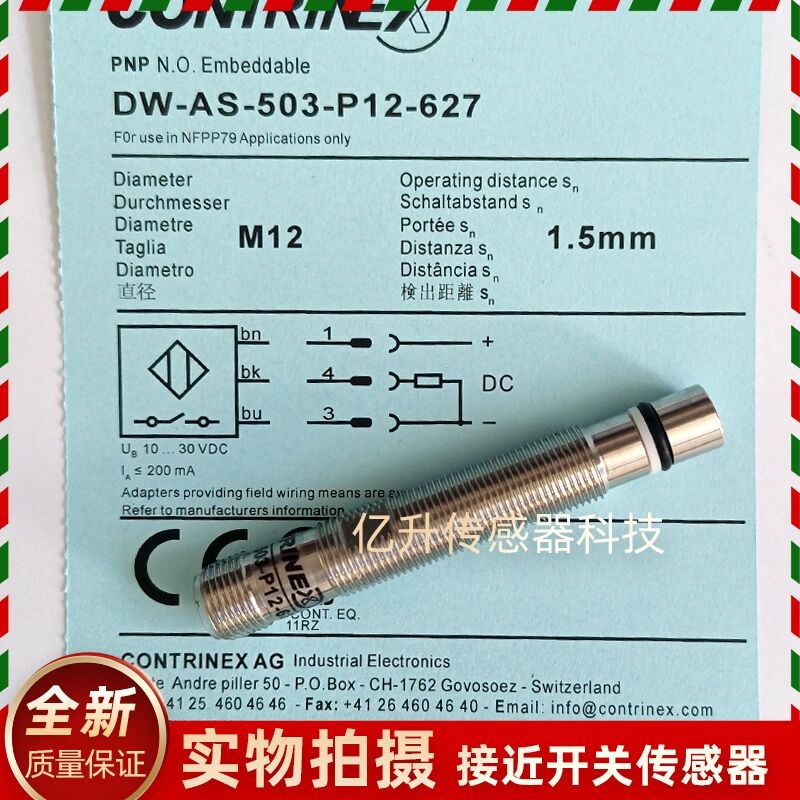 CONTRINEX
PNP N.O. Embeddable
DW-AS-503-P12-627
F0r use in NFPP79 Applications only
Diameter
Durchmesser
Diametre
Taglia
Diametro
直径
M12
Operating distance sn
Schaltabstand sn
Portée sn
Distanza sn
Distância sn
検出距離 sn
1.5mm
bn 1 +
bk 4 DC
bu 3 −
UB 10 ... 30 VDC
IA ≤ 200 mA
Adapters providing field wiring means are
Refer to manufacturers information
亿升传感器科技
CE
TRINEX
503-P12-6
CONT. EQ.
11RZ
CONTRINEX AG Industrial Electronics
Andre piller 50 - P.O.Box - CH-1762 Govosoez - Switzerland
41 25 460 46 46 - Fax: +41 26 460 46 40 - Email: info@contrinex.com
全新
质量保证
实物拍摄 接近开关传感器